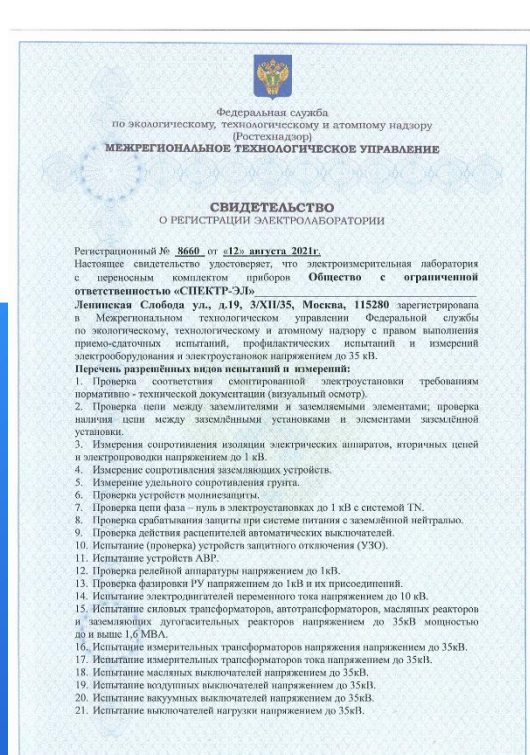 Федеральная служба
по экологическому, технологическому и атомному надзору
(Ростехнадзор)
МЕЖРЕГИОНАЛЬНОЕ ТЕХНОЛОГИЧЕСКОЕ УПРАВЛЕНИЕ
СВИДЕТЕЛЬСТВО
О РЕГИСТРАЦИИ ЭЛЕКТРОЛАБОРАТОРИИ
Регистрационный № 8660 от «12» августа 2021г.
Настоящее свидетельство удостоверяет, что электроизмерительная лаборатория
с переносным комплектом приборов Общество с ограниченной
ответственностью «СПЕКТР-ЭЛ»
Ленинская Слобода ул., д.19, 3/XII/35, Москва, 115280 зарегистрирована
в Межрегиональном технологическом управлении Федеральной службы
по экологическому, технологическому и атомному надзору с правом выполнения
приемо-сдаточных испытаний, профилактических испытаний и измерений
электрооборудования и электроустановок напряжением до 35 кВ.
Перечень разрешённых видов испытаний и измерений:
1. Проверка соответствия смонтированной электроустановки требованиям
нормативно - технической документации (визуальный осмотр).
2. Проверка цепи между заземлителями и заземляемыми элементами; проверка
наличия цепи между заземлёнными установками и элементами заземлённой
установки.
3. Измерения сопротивления изоляции электрических аппаратов, вторичных цепей
и электропроводки напряжением до 1 кВ.
4. Измерение сопротивления заземляющих устройств.
5. Измерение удельного сопротивления грунта.
6. Проверка устройств молниезащиты.
7. Проверка цепи фаза – нуль в электроустановках до 1 кВ с системой TN.
8. Проверка срабатывания защиты при системе питания с заземлённой нейтралью.
9. Проверка действия расцепителей автоматических выключателей.
10. Испытание (проверка) устройств защитного отключения (УЗО).
11. Испытание устройств АВР.
12. Проверка релейной аппаратуры напряжением до 1кВ.
13. Проверка фазировки РУ напряжением до 1кВ и их присоединений.
14. Испытание электродвигателей переменного тока напряжением до 10 кВ.
15. Испытание силовых трансформаторов, автотрансформаторов, масляных реакторов
и заземляющих дугогасительных реакторов напряжением до 35кВ мощностью
до и выше 1,6 МВА.
16. Испытание измерительных трансформаторов напряжения напряжением до 35кВ.
17. Испытание измерительных трансформаторов тока напряжением до 35кВ.
18. Испытание масляных выключателей напряжением до 35кВ.
19. Испытание воздушных выключателей напряжением до 35кВ.
20. Испытание вакуумных выключателей напряжением до 35кВ.
21. Испытание выключателей нагрузки напряжением до 35кВ.